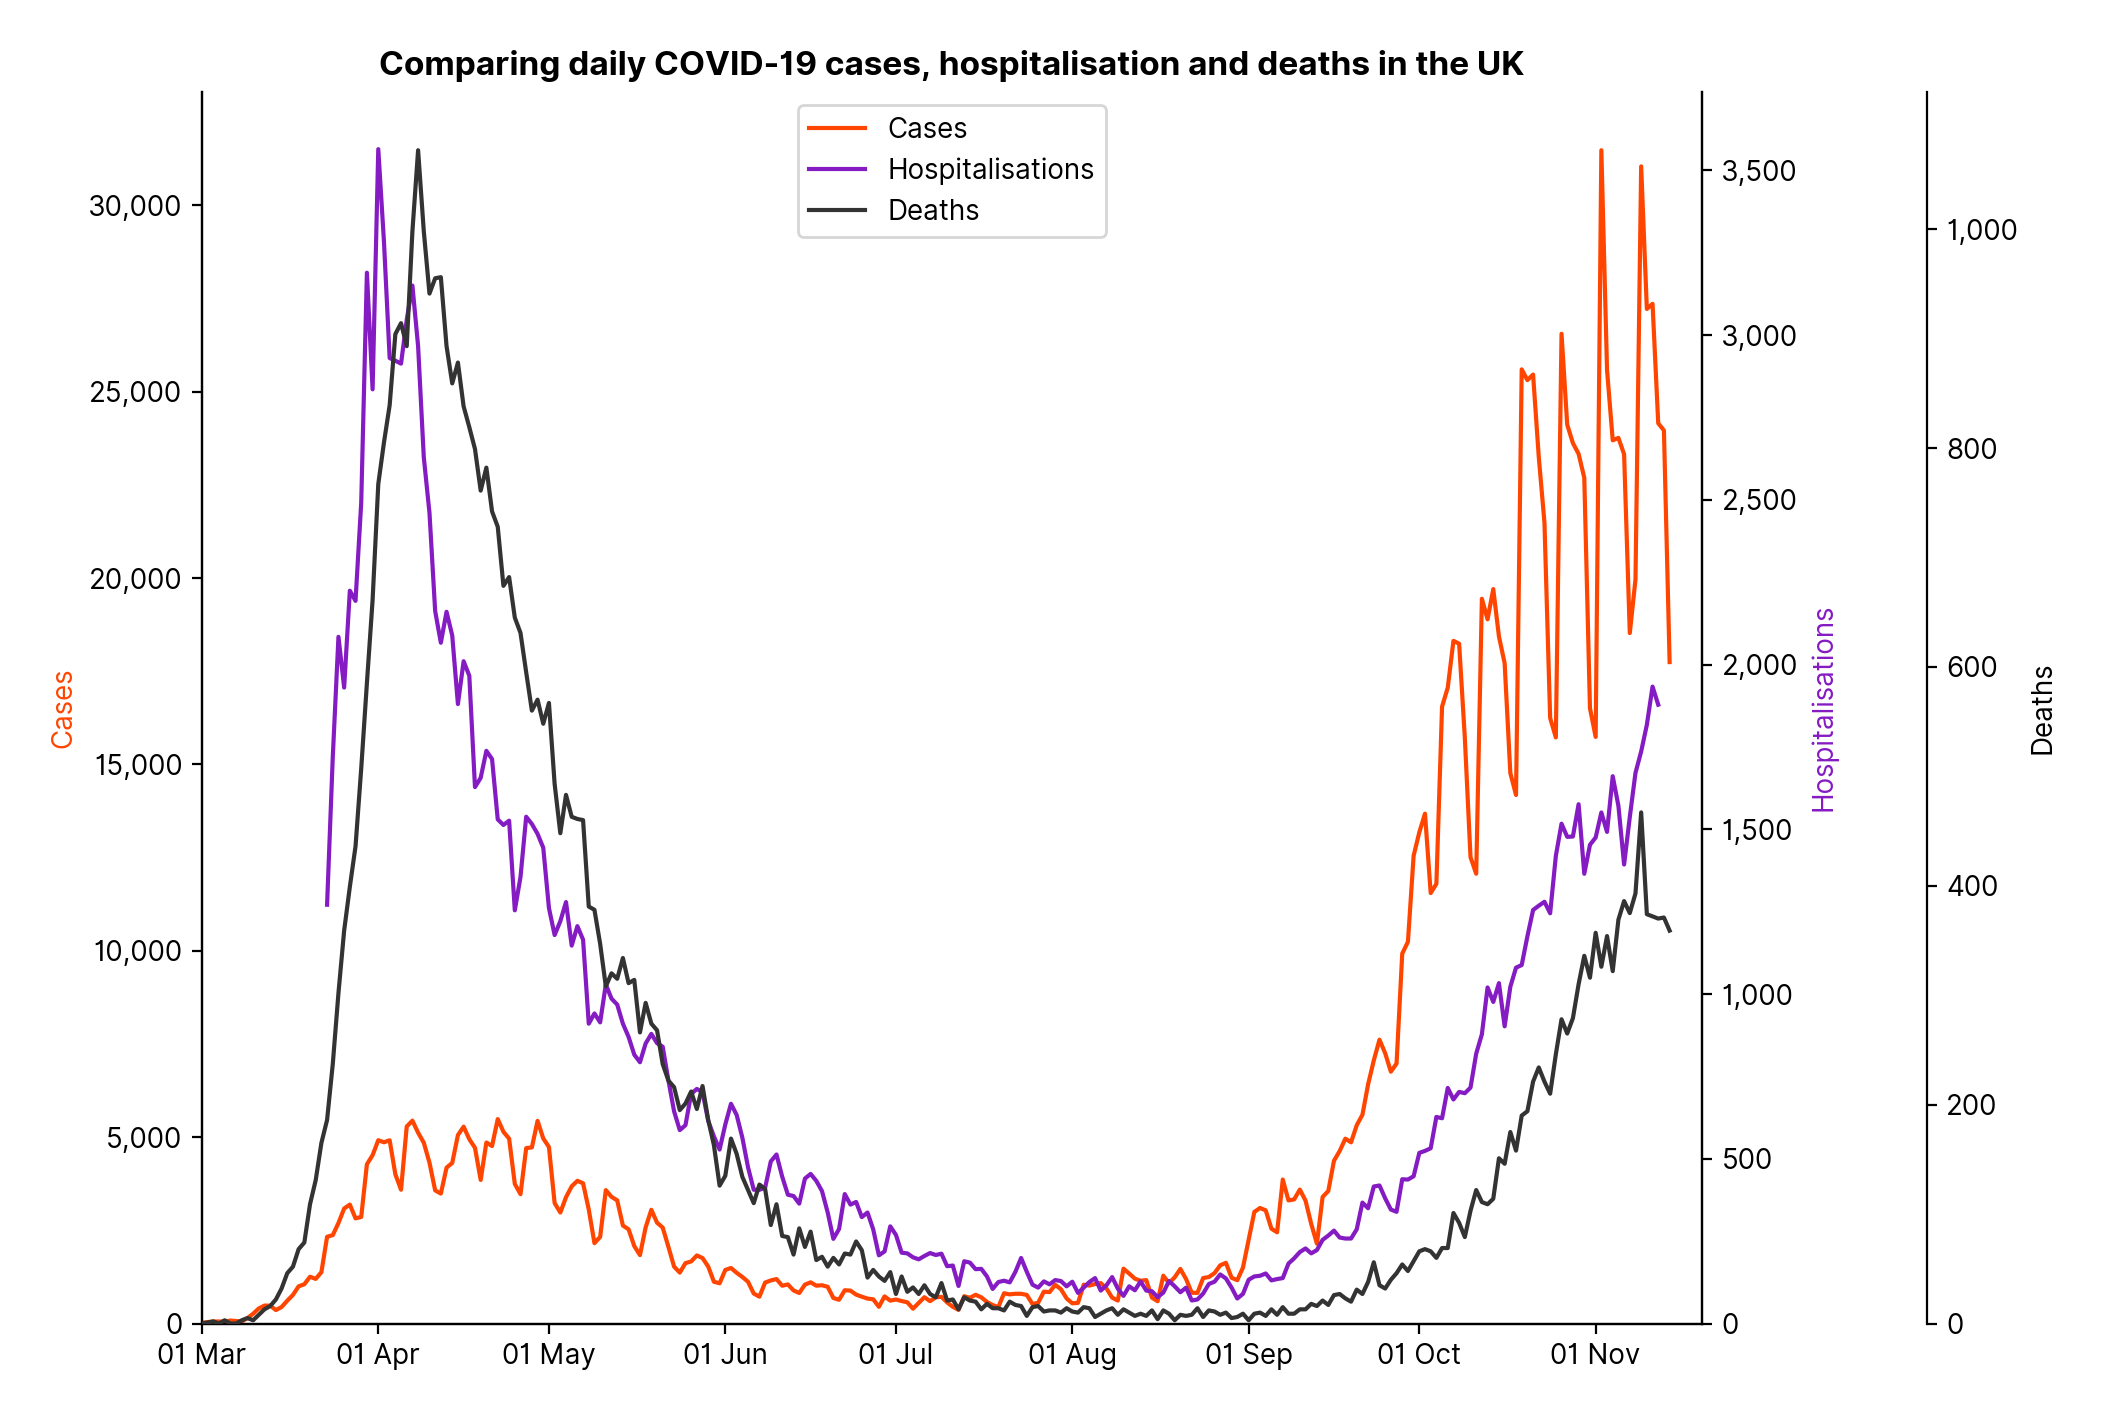 Comparing daily COVID-19 cases, hospitalisation and deaths in the UK
Cases
Hospitalisations
Deaths
Cases
30,000
25,000
20,000
15,000
10,000
5,000
0
3,500
3,000
2,500
2,000
1,500
1,000
500
0
Hospitalisations
1,000
800
600
400
200
0
Deaths
01 Mar
01 Apr
01 May
01 Jun
01 Jul
01 Aug
01 Sep
01 Oct
01 Nov